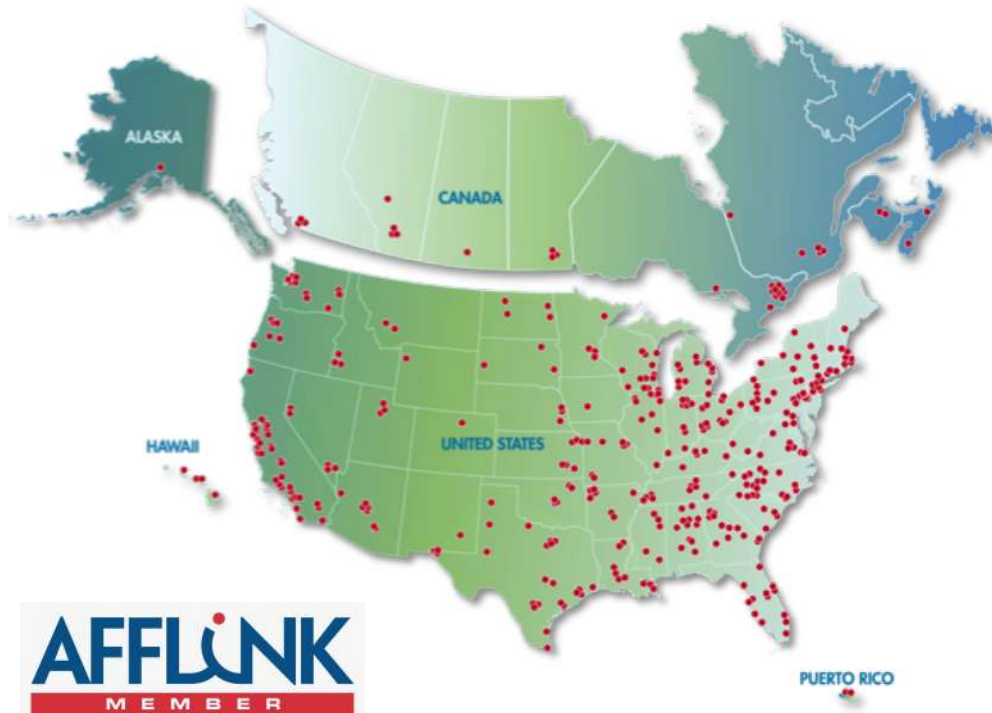 ALASKA
CANADA
HAWAII
UNITED STATES
PUERTO RICO
AFFLINK
MEMBER